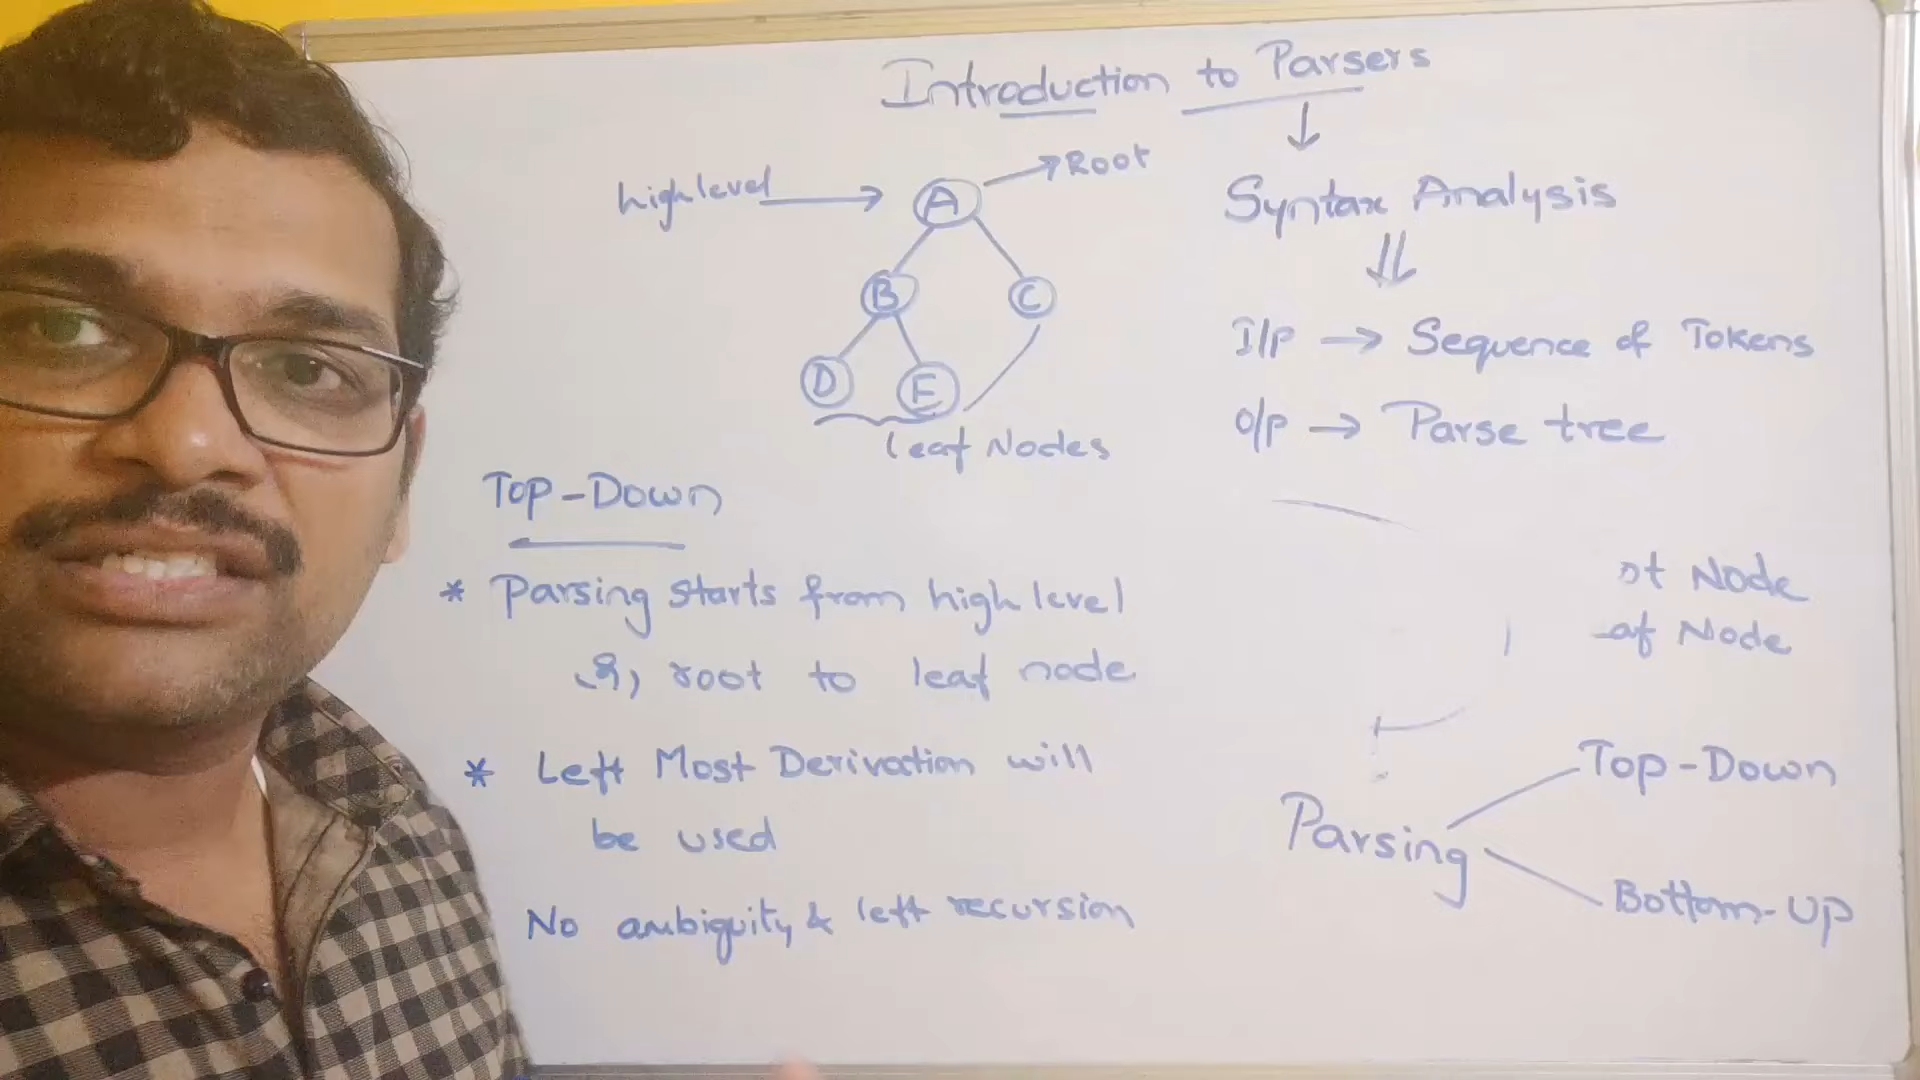 Introduction to Parsers
high level
A
Root
B
C
D
E
Leaf Nodes
Syntax Analysis
I/P → Sequence of Tokens
O/P → Parse tree
Top-Down
* Parsing starts from high level
root to leaf node
* Left Most Derivation will
be used
No ambiguity & left recursion
Node
Node
Parsing
Top-Down
Bottom-Up